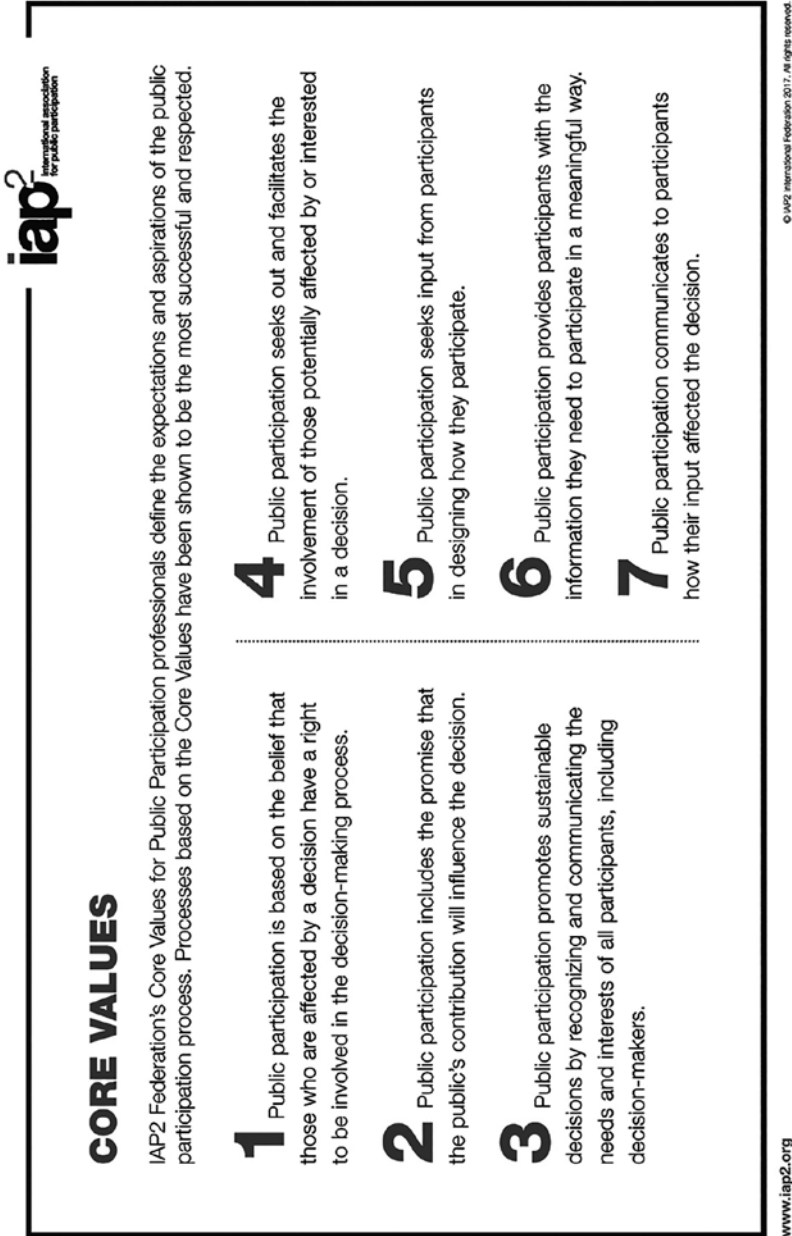 iap2
international association
for public participation
CORE VALUES
IAP2 Federation's Core Values for Public Participation professionals define the expectations and aspirations of the public
participation process. Processes based on the Core Values have been shown to be the most successful and respected.
1 Public participation is based on the belief that
those who are affected by a decision have a right
to be involved in the decision-making process.
2 Public participation includes the promise that
the public's contribution will influence the decision.
3 Public participation promotes sustainable
decisions by recognizing and communicating the
needs and interests of all participants, including
decision-makers.
4 Public participation seeks out and facilitates the
involvement of those potentially affected by or interested
in a decision.
5 Public participation seeks input from participants
in designing how they participate.
6 Public participation provides participants with the
information they need to participate in a meaningful way.
7 Public participation communicates to participants
how their input affected the decision.
www.iap2.org
© IAP2 International Federation 2017. All rights reserved.